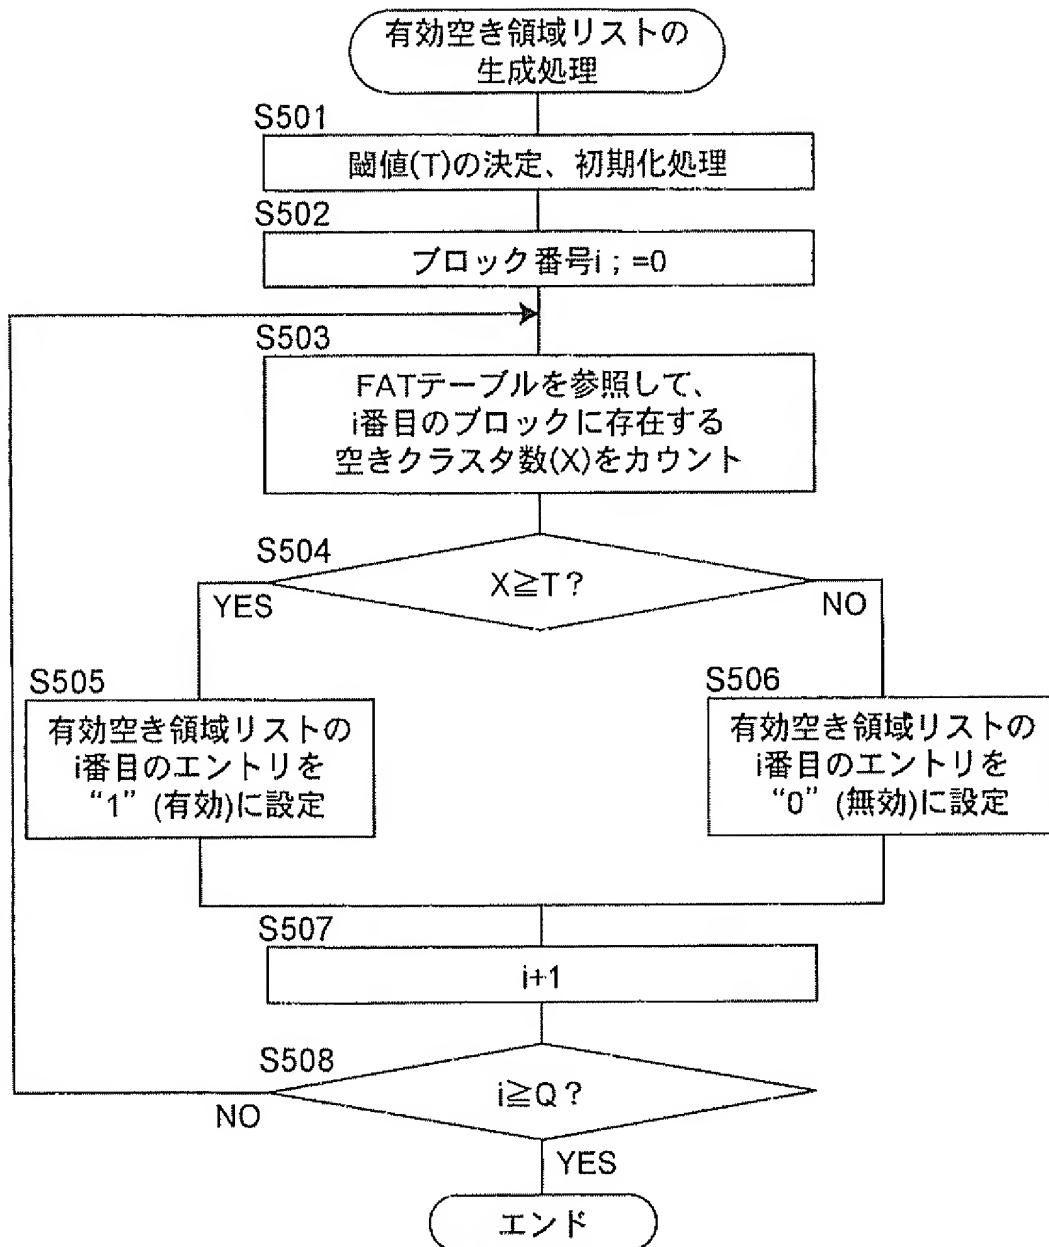 有効空き領域リストの
生成処理
S501
閾値(T)の決定、初期化処理
S502
ブロック番号i ; =0
S503
FATテーブルを参照して、
i番目のブロックに存在する
空きクラスタ数(X)をカウント
S504
X≧T?
YES
NO
S505
有効空き領域リストの
i番目のエントリを
“1” (有効)に設定
S506
有効空き領域リストの
i番目のエントリを
“0” (無効)に設定
S507
i+1
S508
i≧Q?
NO
YES
エンド